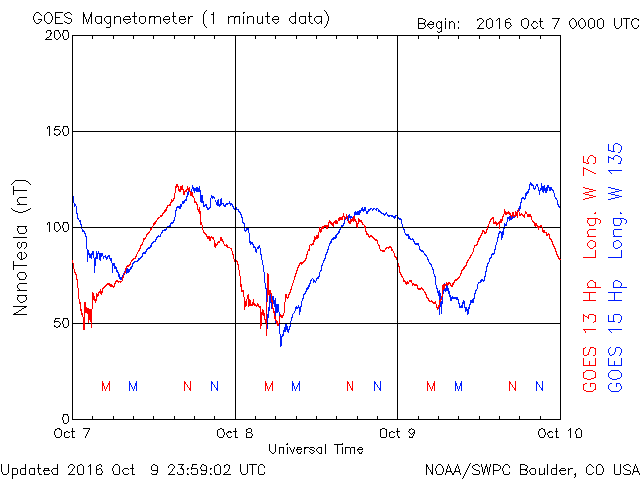 GOES Magnetometer (1 minute data)
Begin: 2016 Oct 7 0000 UTC
200
150
100
50
0
NanoTesla (nT)
M M N N M M N N M M N N
Oct 7 Oct 8 Oct 9 Oct 10
Universal Time
GOES 13 Hp Long. W 75
GOES 15 Hp Long. W 135
Updated 2016 Oct 9 23:59:02 UTC
NOAA/SWPC Boulder, CO USA